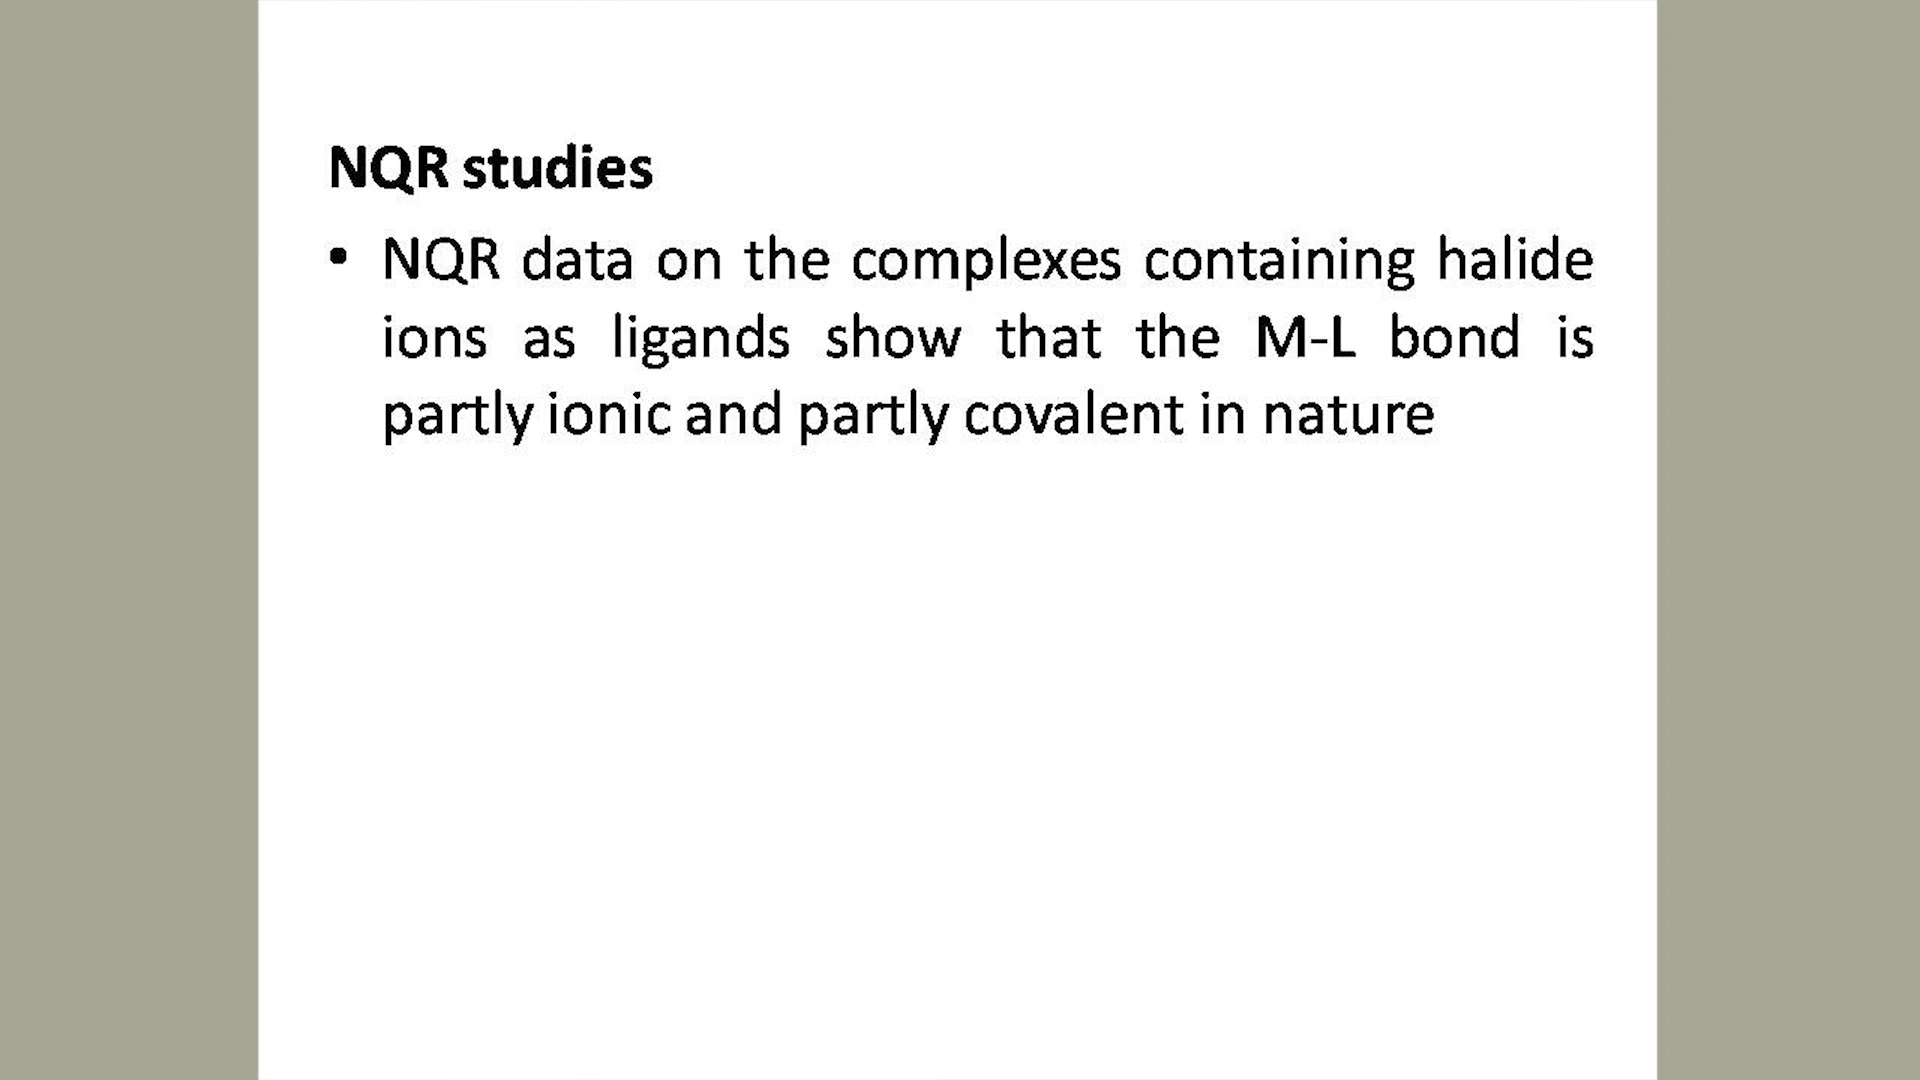 NQR studies
• NQR data on the complexes containing halide
ions as ligands show that the M-L bond is
partly ionic and partly covalent in nature